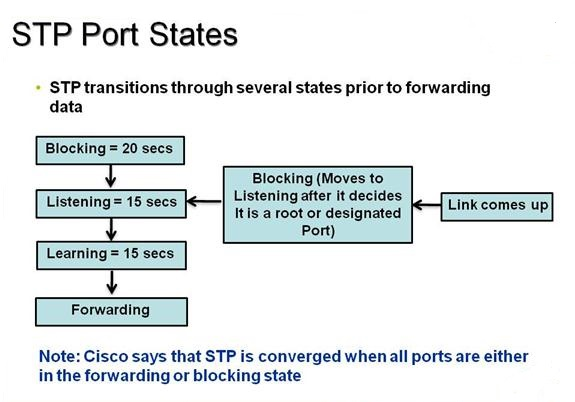 STP Port States
• STP transitions through several states prior to forwarding
data
Blocking = 20 secs
Listening = 15 secs
Learning = 15 secs
Forwarding
Blocking (Moves to
Listening after it decides
It is a root or designated
Port)
Link comes up
Note: Cisco says that STP is converged when all ports are either
in the forwarding or blocking state